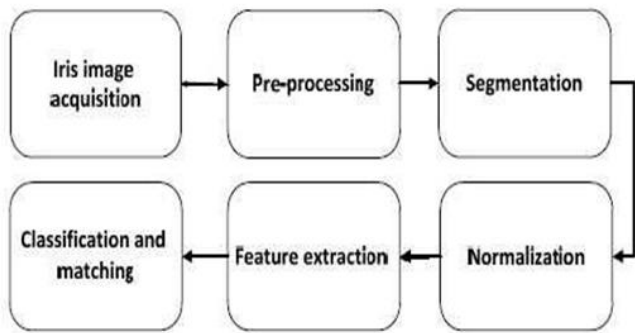 Iris image
acquisition
Pre-processing
Segmentation
Classification and
matching
Feature extraction
Normalization